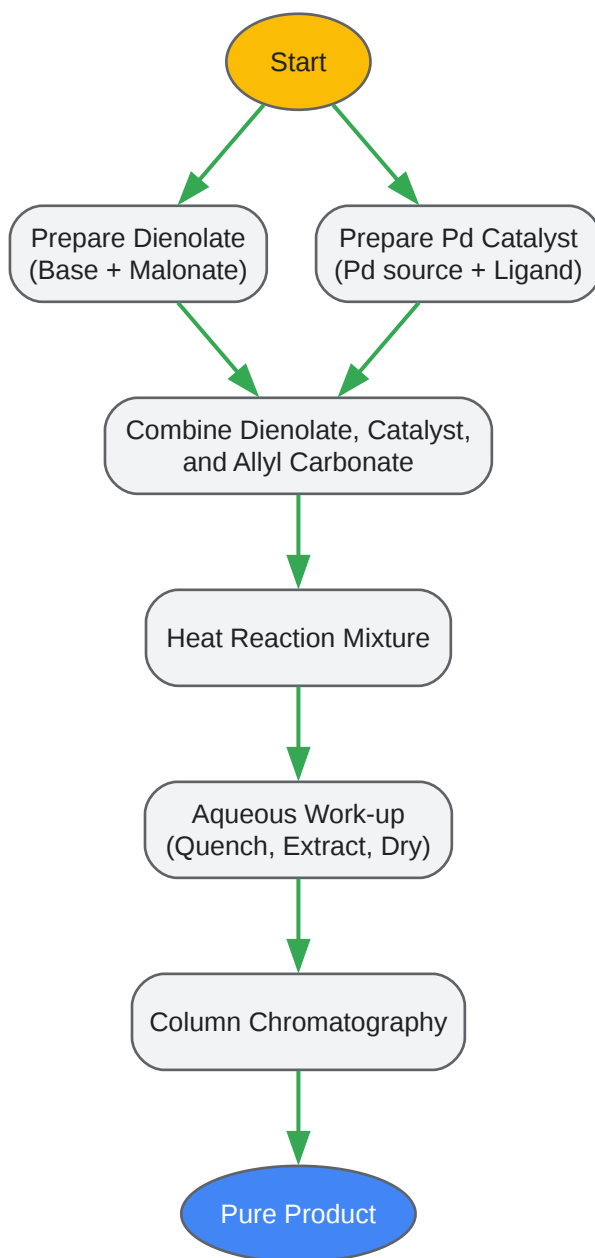 Start
Prepare Dienolate
(Base + Malonate)
Prepare Pd Catalyst
(Pd source + Ligand)
Combine Dienolate, Catalyst,
and Allyl Carbonate
Heat Reaction Mixture
Aqueous Work-up
(Quench, Extract, Dry)
Column Chromatography
Pure Product